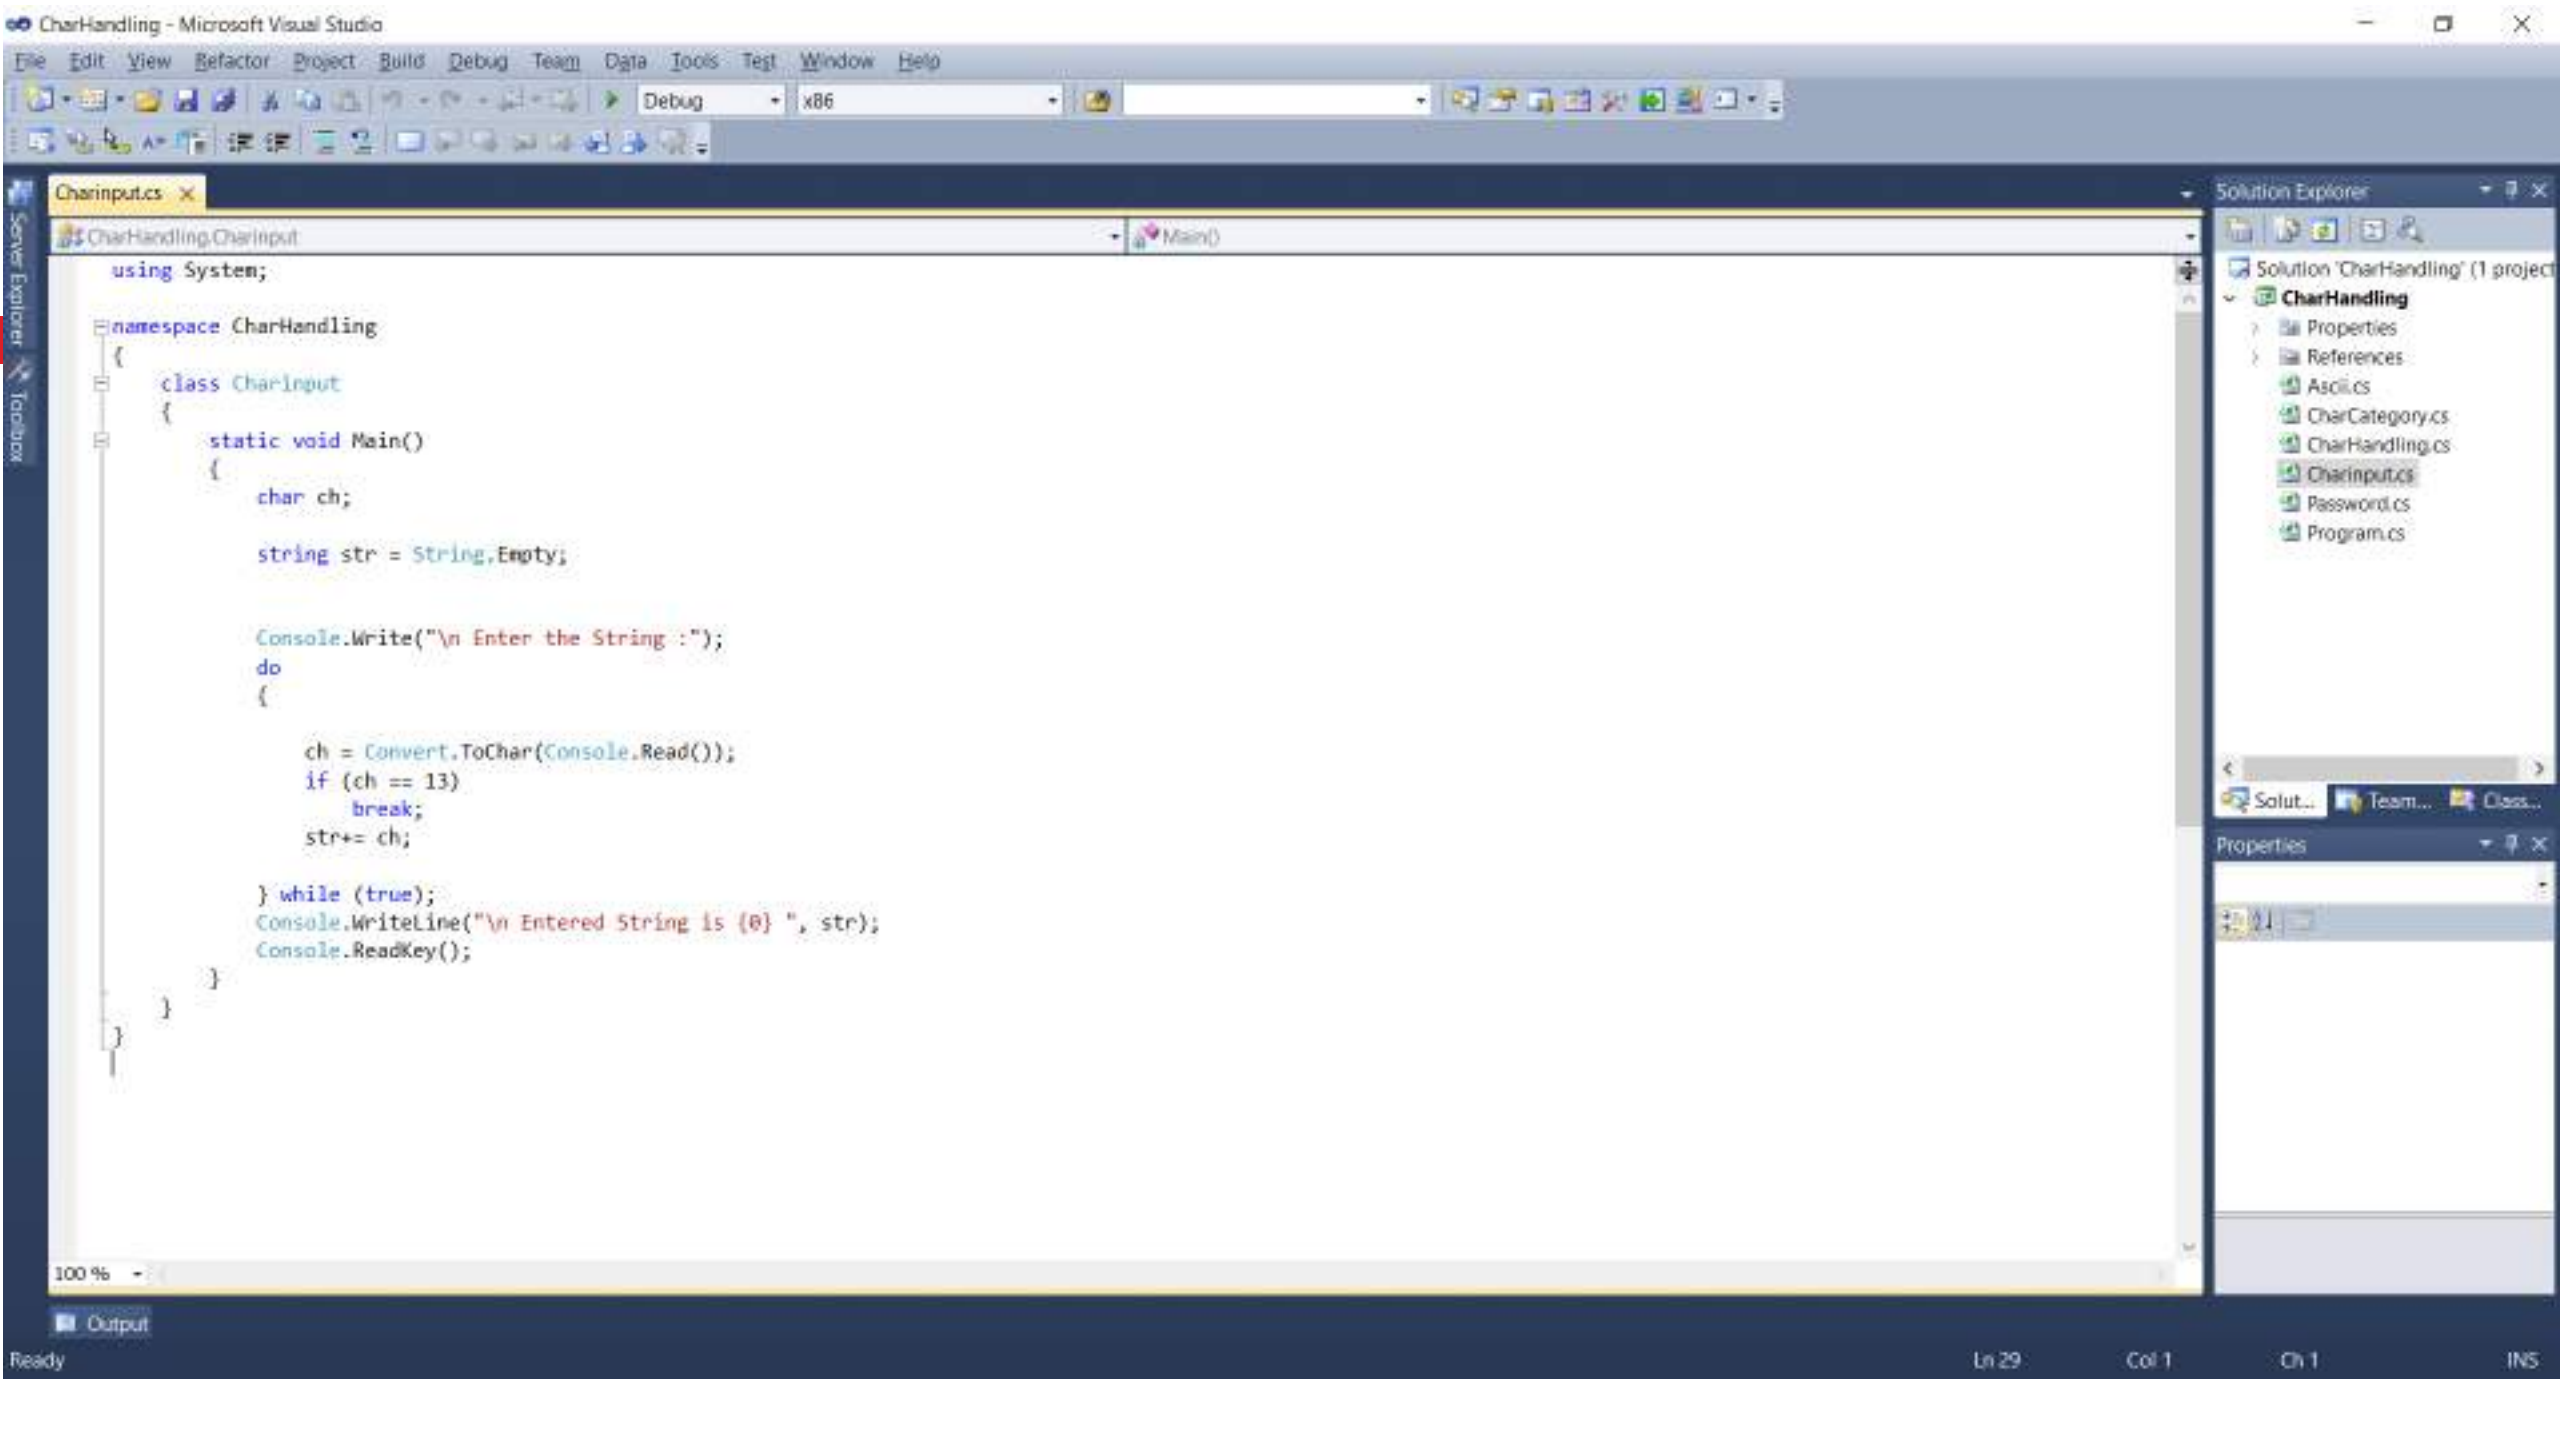 CharHandling - Microsoft Visual Studio
File Edit View Refactor Project Build Debug Team Data Tools Test Window Help
Debug x86
Charinput.cs
CharHandling.Charinput Main()
Server Explorer
Toolbox
using System;
namespace CharHandling
{
class Charinput
{
static void Main()
{
char ch;
string str = String.Empty;
Console.Write("\n Enter the String :");
do
{
ch = Convert.ToChar(Console.Read());
if (ch == 13)
break;
str+= ch;
} while (true);
Console.WriteLine("\n Entered String is {0} ", str);
Console.ReadKey();
}
}
}
100 %
Solution Explorer
Solution 'CharHandling' (1 project
CharHandling
Properties
References
Ascii.cs
CharCategory.cs
CharHandling.cs
Charinput.cs
Password.cs
Program.cs
Solut... Team... Class...
Properties
Output
Ready Ln 29 Col 1 Ch 1 INS